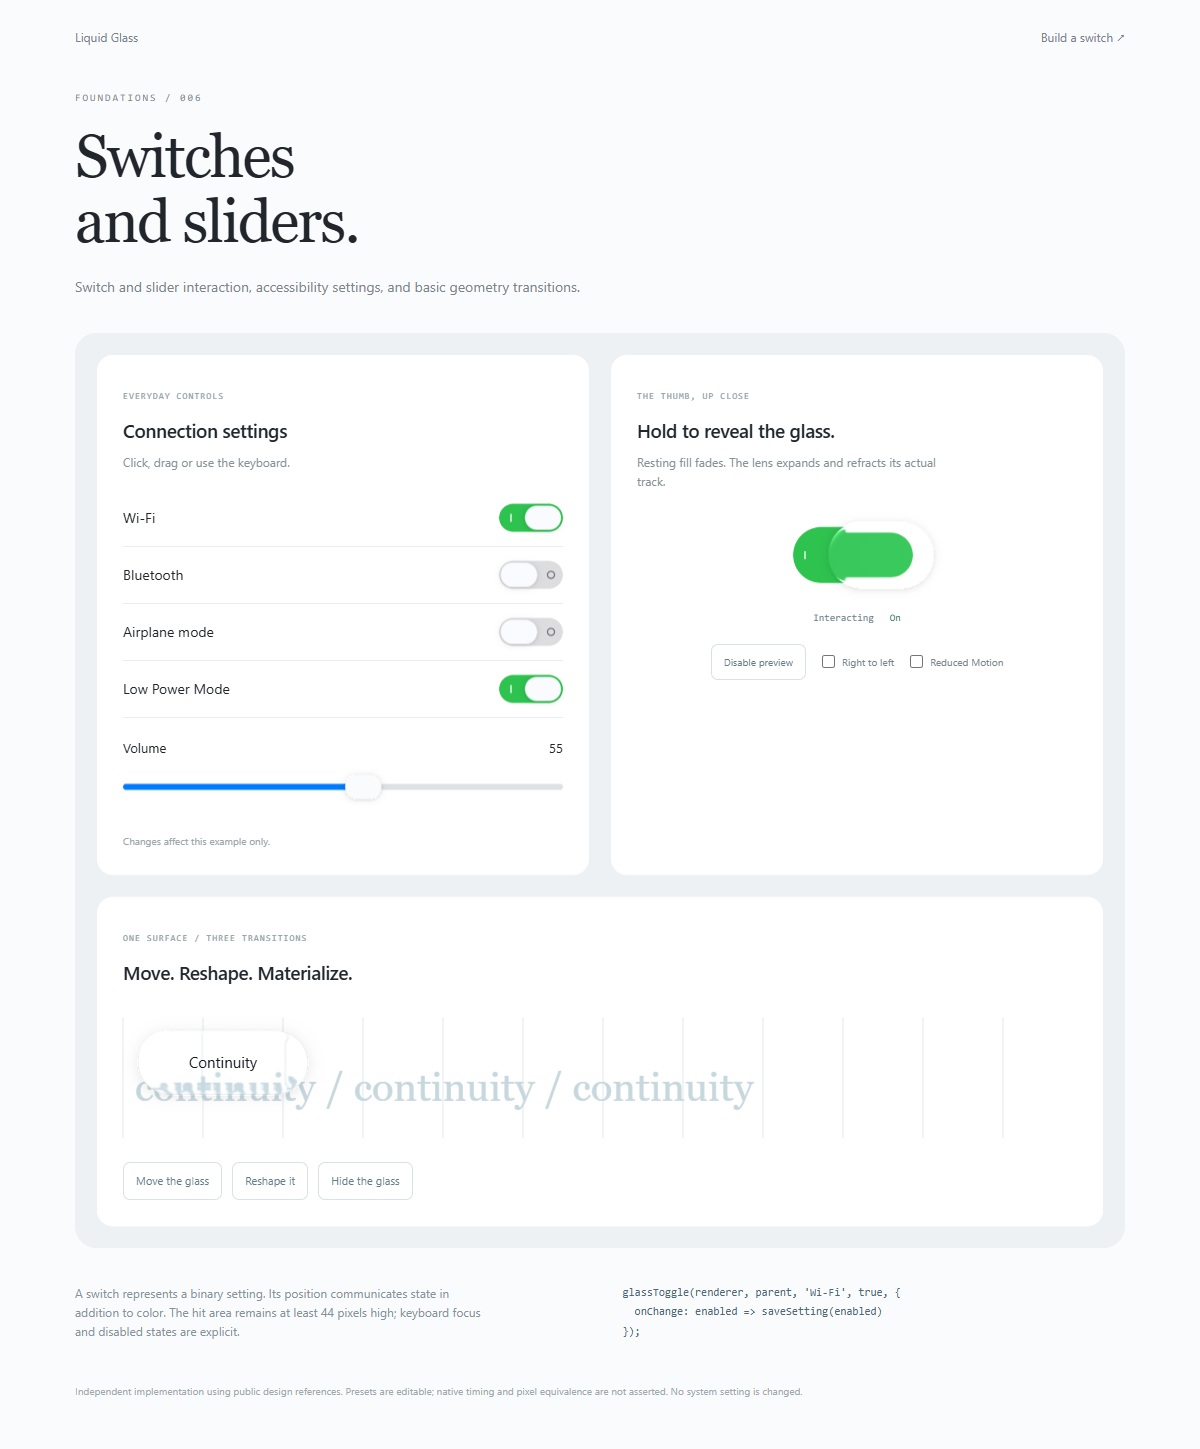 Liquid Glass
Build a switch ↗
FOUNDATIONS / 006
Switches
and sliders.
Switch and slider interaction, accessibility settings, and basic geometry transitions.
EVERYDAY CONTROLS
Connection settings
Click, drag or use the keyboard.
Wi-Fi
Bluetooth
Airplane mode
Low Power Mode
Volume 55
Changes affect this example only.
THE THUMB, UP CLOSE
Hold to reveal the glass.
Resting fill fades. The lens expands and refracts its actual
track.
Interacting On
Disable preview Right to left Reduced Motion
ONE SURFACE / THREE TRANSITIONS
Move. Reshape. Materialize.
Continuity
continuity / continuity / continuity
Move the glass Reshape it Hide the glass
A switch represents a binary setting. Its position communicates state in
addition to color. The hit area remains at least 44 pixels high; keyboard focus
and disabled states are explicit.
glassToggle(renderer, parent, 'Wi-Fi', true, {
onChange: enabled => saveSetting(enabled)
});
Independent implementation using public design references. Presets are editable; native timing and pixel equivalence are not asserted. No system setting is changed.